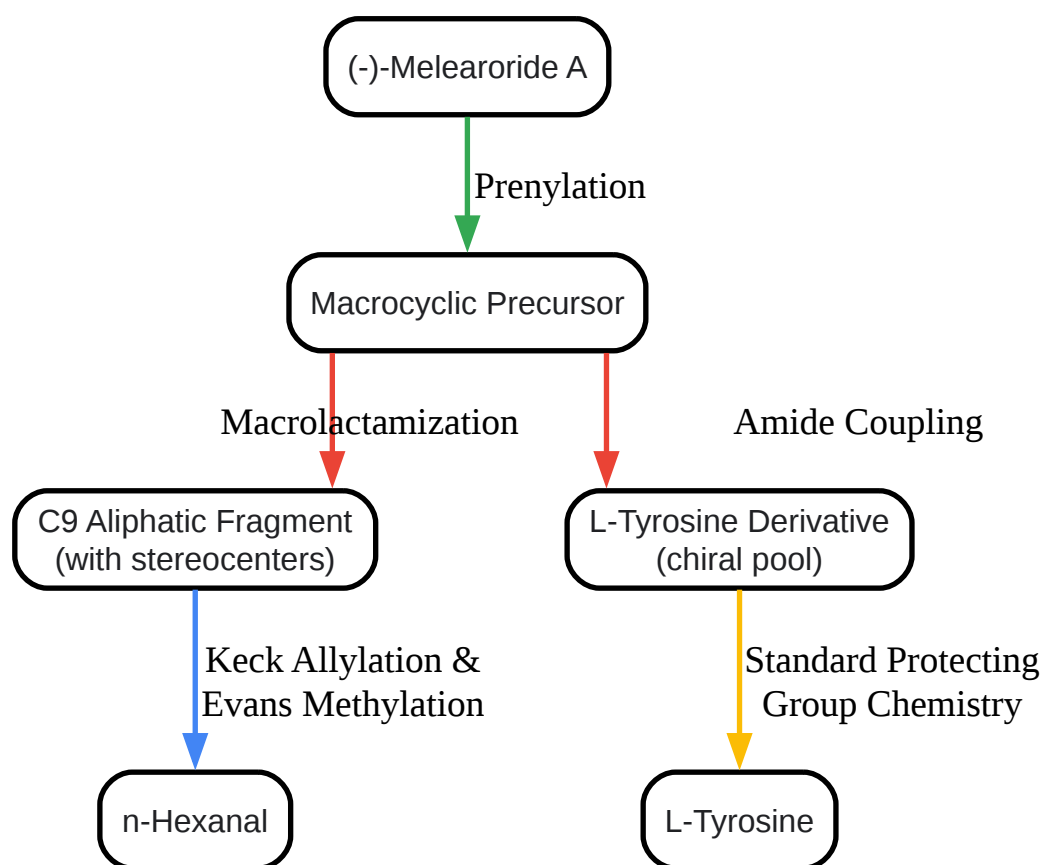 (-)-Melearoride A
Prenylation
Macrocyclic Precursor
Macrolactamization
Amide Coupling
C9 Aliphatic Fragment
(with stereocenters)
L-Tyrosine Derivative
(chiral pool)
Keck Allylation &
Evans Methylation
Standard Protecting
Group Chemistry
n-Hexanal
L-Tyrosine